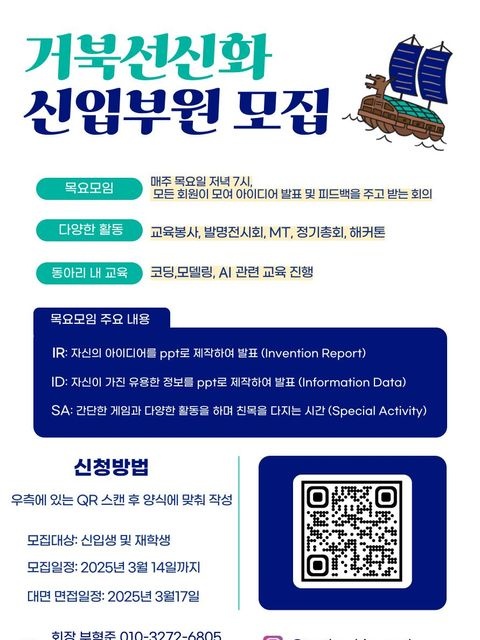 거북선신화
신입부원 모집
목요모임
매주 목요일 저녁 7시,
모든 회원이 모여 아이디어 발표 및 피드백을 주고 받는 회의
다양한 활동
교육봉사, 발명전시회, MT, 정기총회, 해커톤
동아리 내 교육
코딩,모델링, AI 관련 교육 진행
목요모임 주요 내용
IR: 자신의 아이디어를 ppt로 제작하여 발표 (Invention Report)
ID: 자신이 가진 유용한 정보를 ppt로 제작하여 발표 (Information Data)
SA: 간단한 게임과 다양한 활동을 하며 친목을 다지는 시간 (Special Activity)
신청방법
우측에 있는 QR 스캔 후 양식에 맞춰 작성
모집대상: 신입생 및 재학생
모집일정: 2025년 3월 14일까지
대면 면접일정: 2025년 3월17일
회장 부형준 010-3272-6805